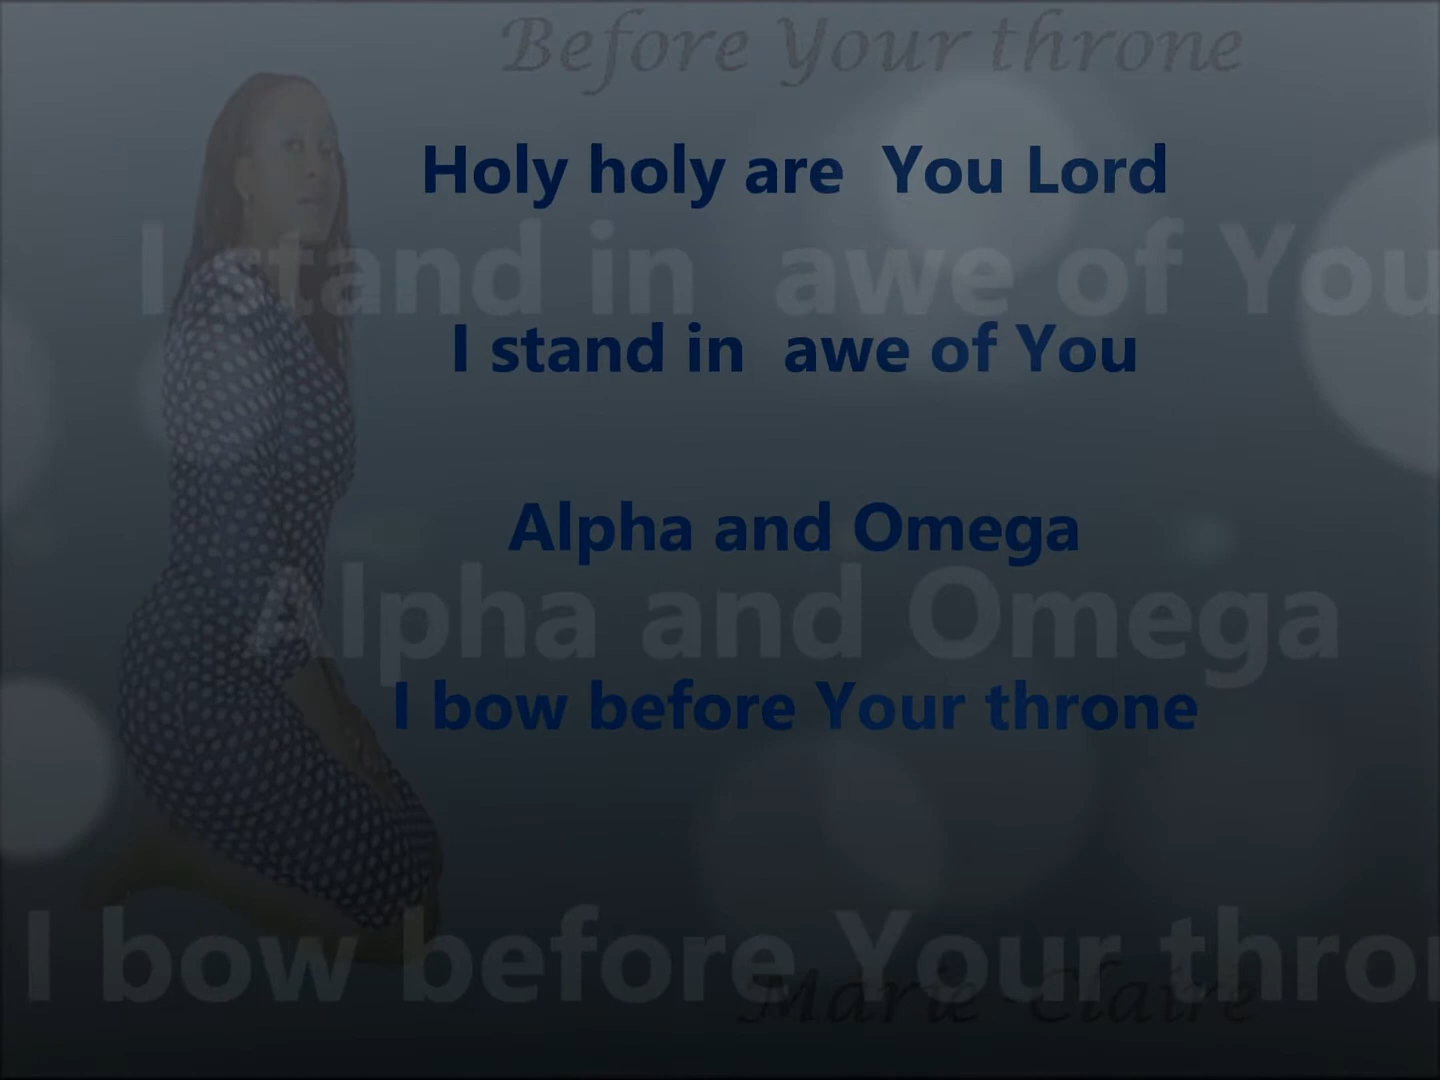 Before Your throne
Holy holy are You Lord
I stand in awe of You
I stand in awe of You
Alpha and Omega
Alpha and Omega
I bow before Your throne
I bow before Your thron
Marie-Claire